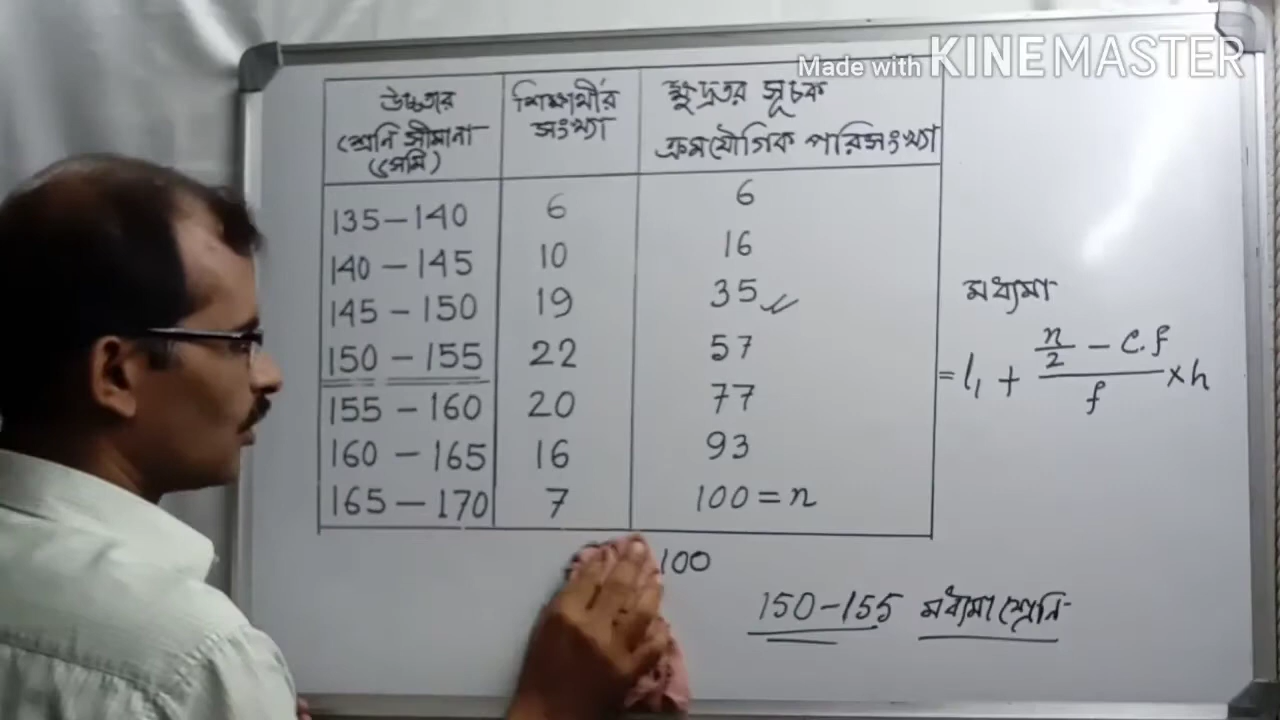 Made with KINEMASTER
উচ্চতার শ্রেনি সীমানা (সেমি) | শিক্ষার্থীর সংখ্যা | ক্ষুদ্রতর সূচক ক্রমযৌগিক পরিসংখ্যা
135 – 140 6 6
140 – 145 10 16
145 – 150 19 35
150 – 155 22 57
155 – 160 20 77
160 – 165 16 93
165 – 170 7 100 = n
100
150 – 155 মধ্যমা শ্রেনি
মধ্যমা
= l₁ + (n/2 – c.f)/f × h